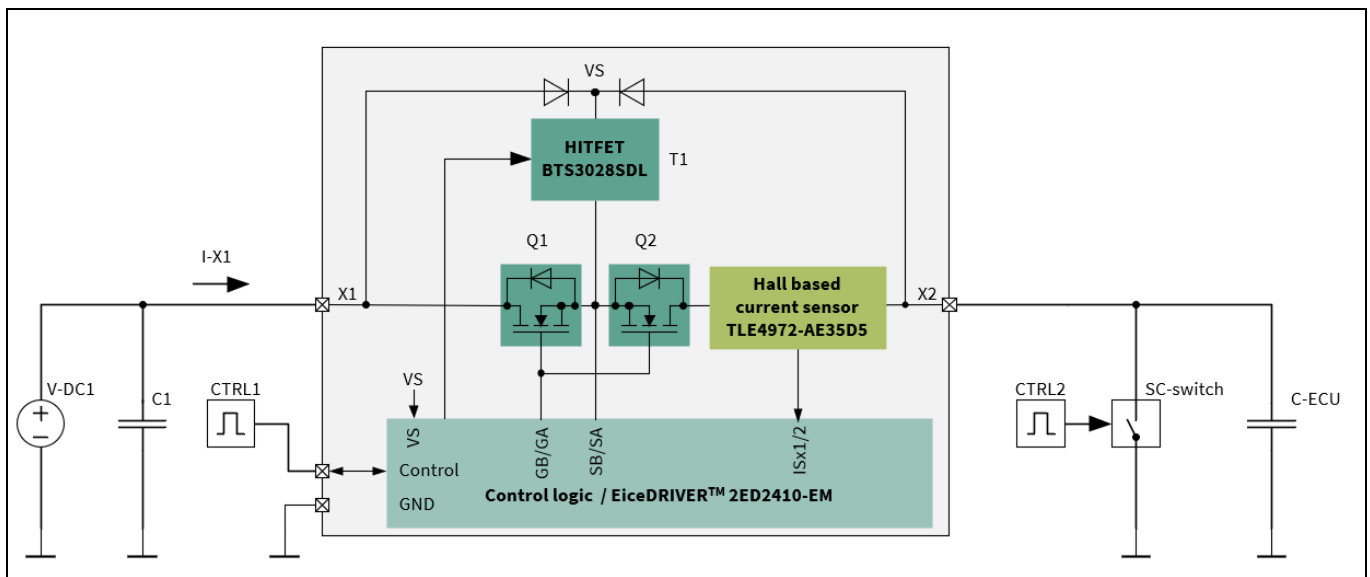 VS
HITFET
BTS3028SDL
T1
Q1
Q2
I-X1
X1
Hall based
current sensor
TLE4972-AE35D5
X2
V-DC1
C1
CTRL1
VS
VS
GB/GA
SB/SA
ISx1/2
Control
GND
Control logic / EiceDRIVER™ 2ED2410-EM
CTRL2
SC-switch
C-ECU